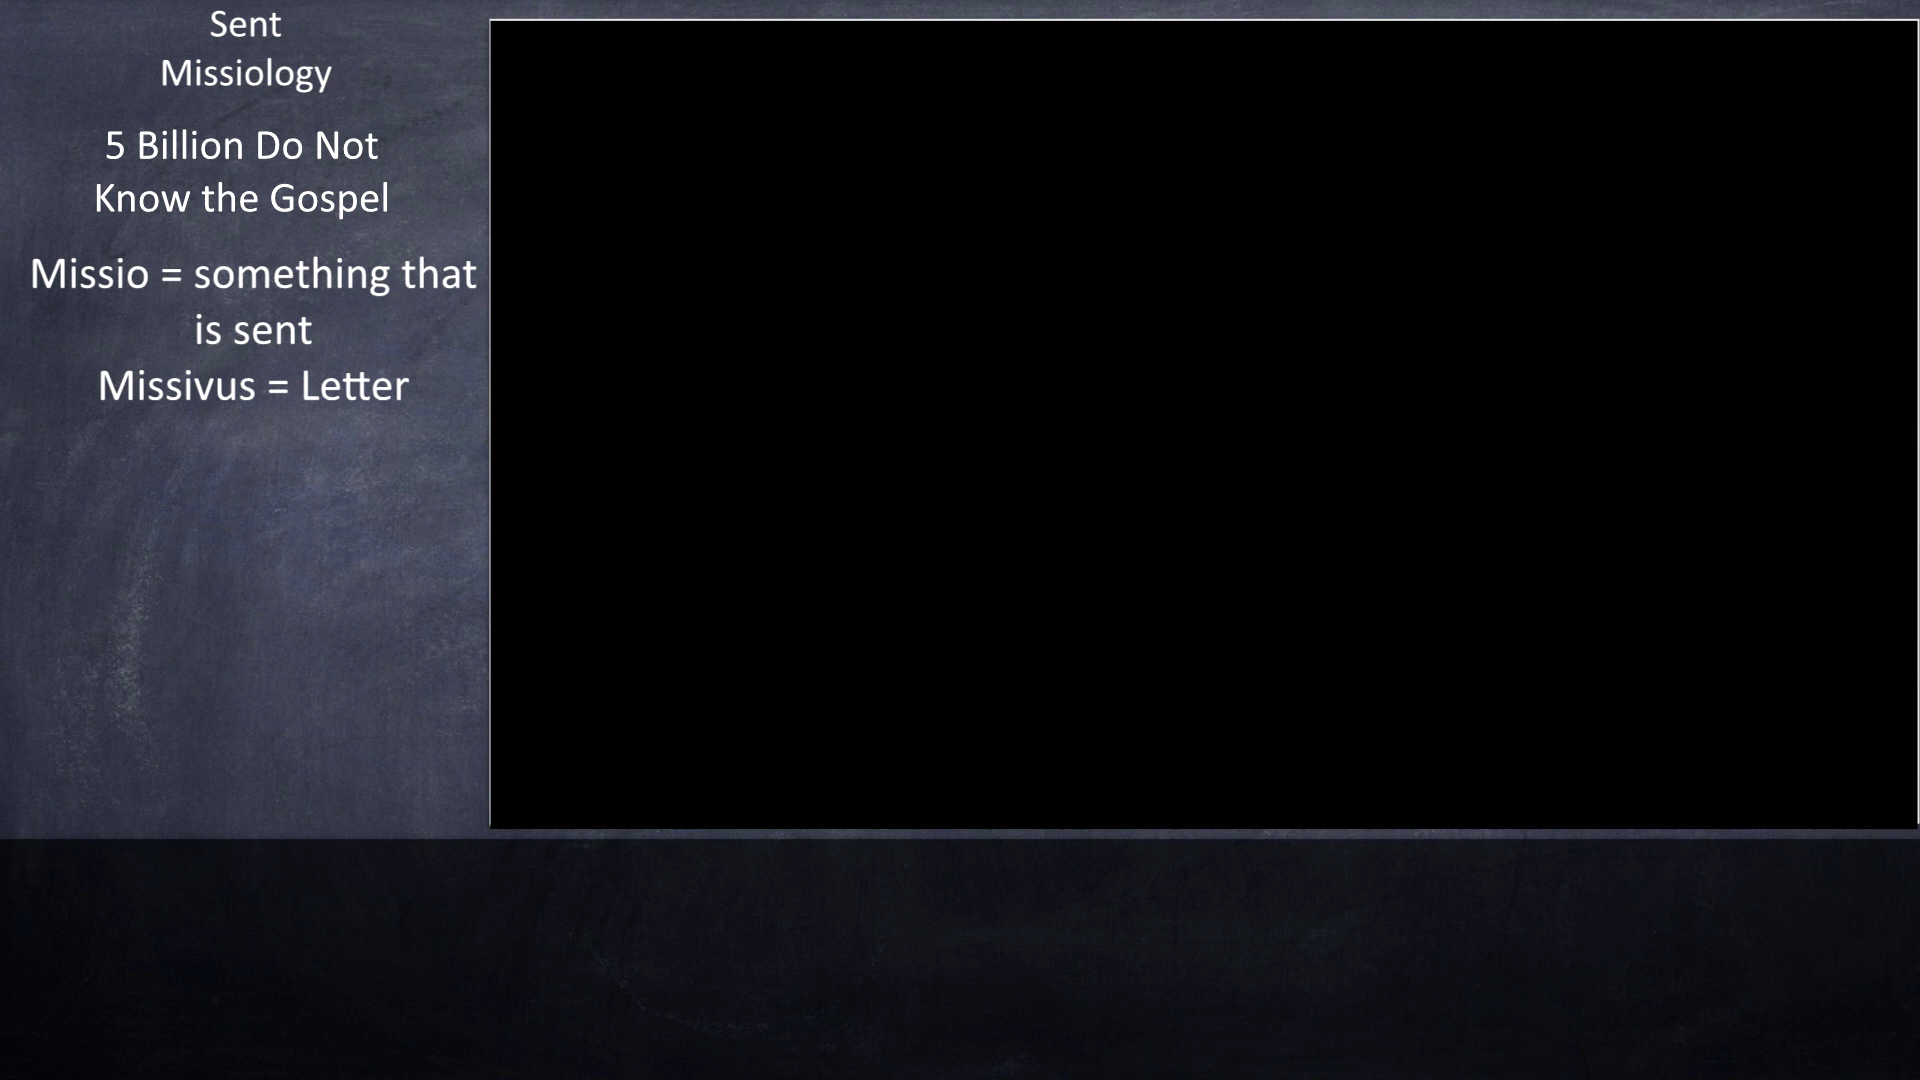 Sent
Missiology
5 Billion Do Not
Know the Gospel
Missio = something that
is sent
Missivus = Letter